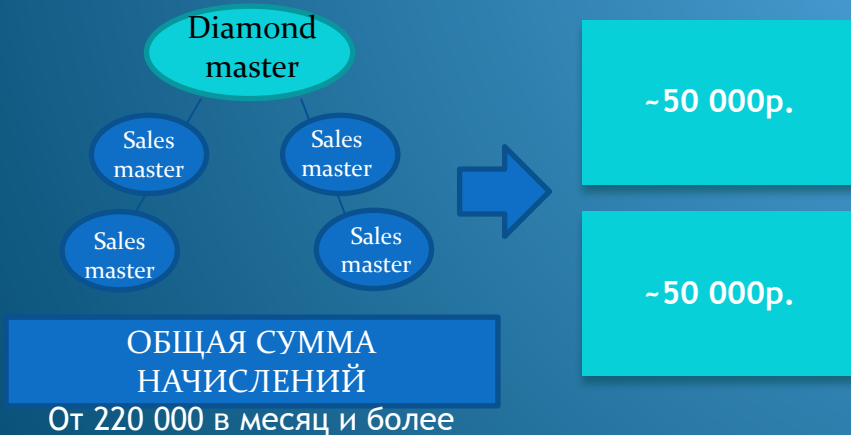 Diamond
master
Sales
master
Sales
master
Sales
master
Sales
master
~50 000р.
~50 000р.
ОБЩАЯ СУММА
НАЧИСЛЕНИЙ
От 220 000 в месяц и более